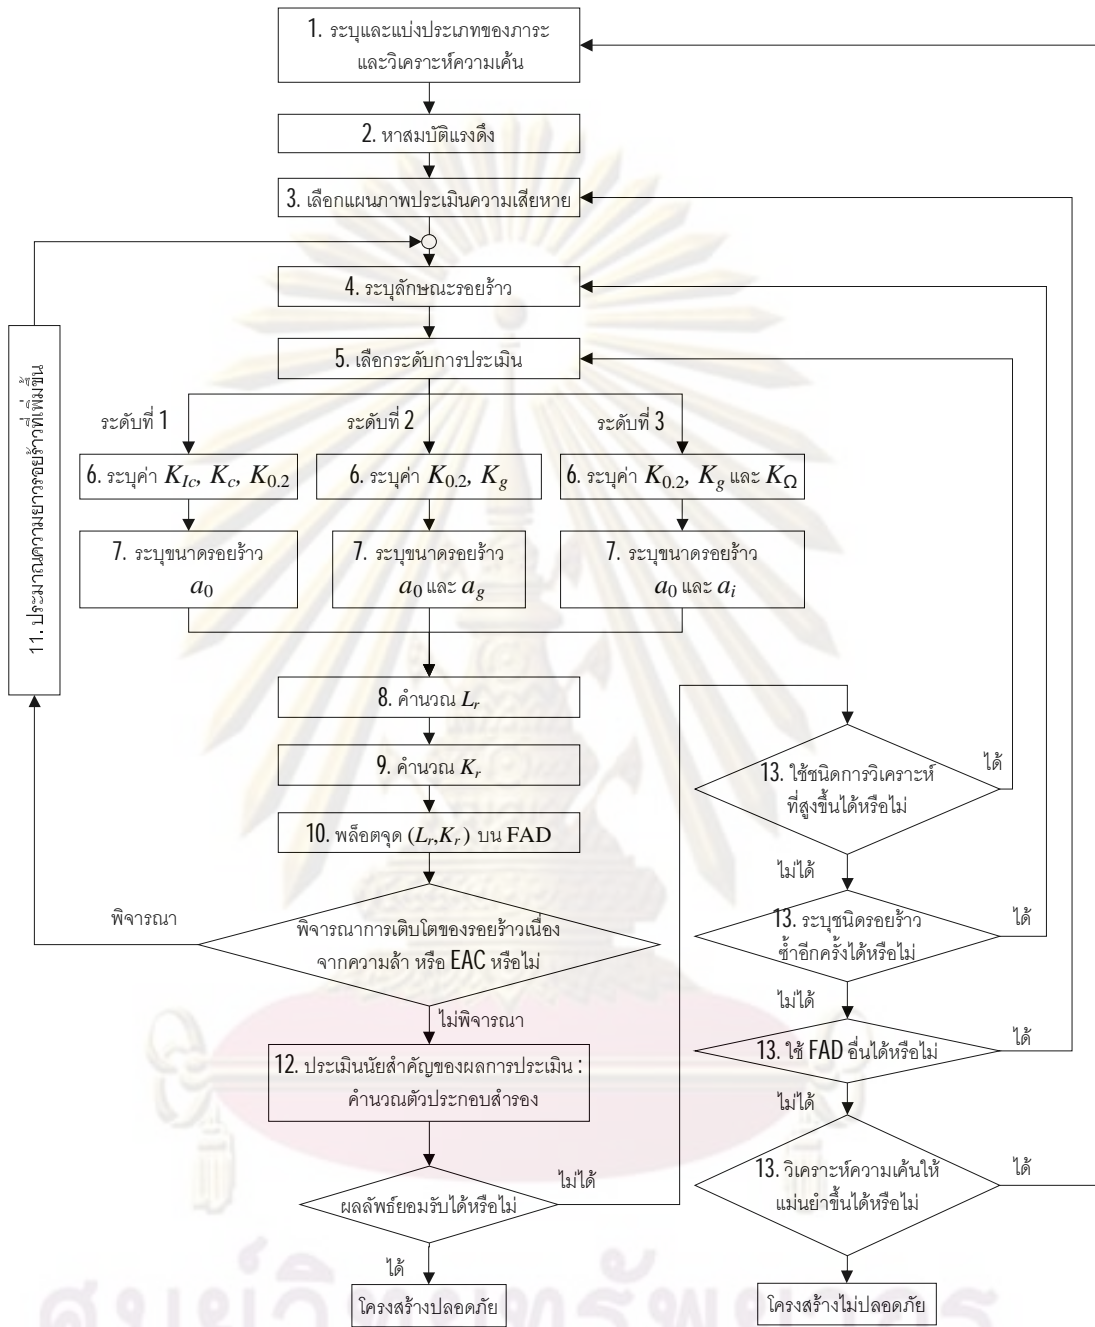 1. ระบุและแบ่งประเภทของภาระ
และวิเคราะห์ความเค้น
2. หาสมบัติแรงดึง
3. เลือกแผนภาพประเมินความเสียหาย
4. ระบุลักษณะรอยร้าว
5. เลือกระดับการประเมิน
ระดับที่ 1
ระดับที่ 2
ระดับที่ 3
6. ระบุค่า K_{Ic}, K_c, K_{0.2}
6. ระบุค่า K_{0.2}, K_g
6. ระบุค่า K_{0.2}, K_g และ K_Ω
7. ระบุขนาดรอยร้าว
a_0
7. ระบุขนาดรอยร้าว
a_0 และ a_g
7. ระบุขนาดรอยร้าว
a_0 และ a_i
11. ประมาณความยาวรอยร้าวที่เพิ่มขึ้น
8. คำนวณ L_r
9. คำนวณ K_r
10. พล็อตจุด (L_r,K_r) บน FAD
พิจารณา
พิจารณาการเติบโตของรอยร้าวเนื่อง
จากความล้า หรือ EAC หรือไม่
ไม่พิจารณา
12. ประเมินนัยสำคัญของผลการประเมิน :
คำนวณตัวประกอบสำรอง
ผลลัพธ์ยอมรับได้หรือไม่
ไม่ได้
ได้
โครงสร้างปลอดภัย
13. ใช้ชนิดการวิเคราะห์
ที่สูงขึ้นได้หรือไม่
ได้
ไม่ได้
13. ระบุชนิดรอยร้าว
ซ้ำอีกครั้งได้หรือไม่
ได้
ไม่ได้
13. ใช้ FAD อื่นได้หรือไม่
ได้
ไม่ได้
13. วิเคราะห์ความเค้นให้
แม่นยำขึ้นได้หรือไม่
ได้
โครงสร้างไม่ปลอดภัย
ศูนย์วิทยทรัพยากร